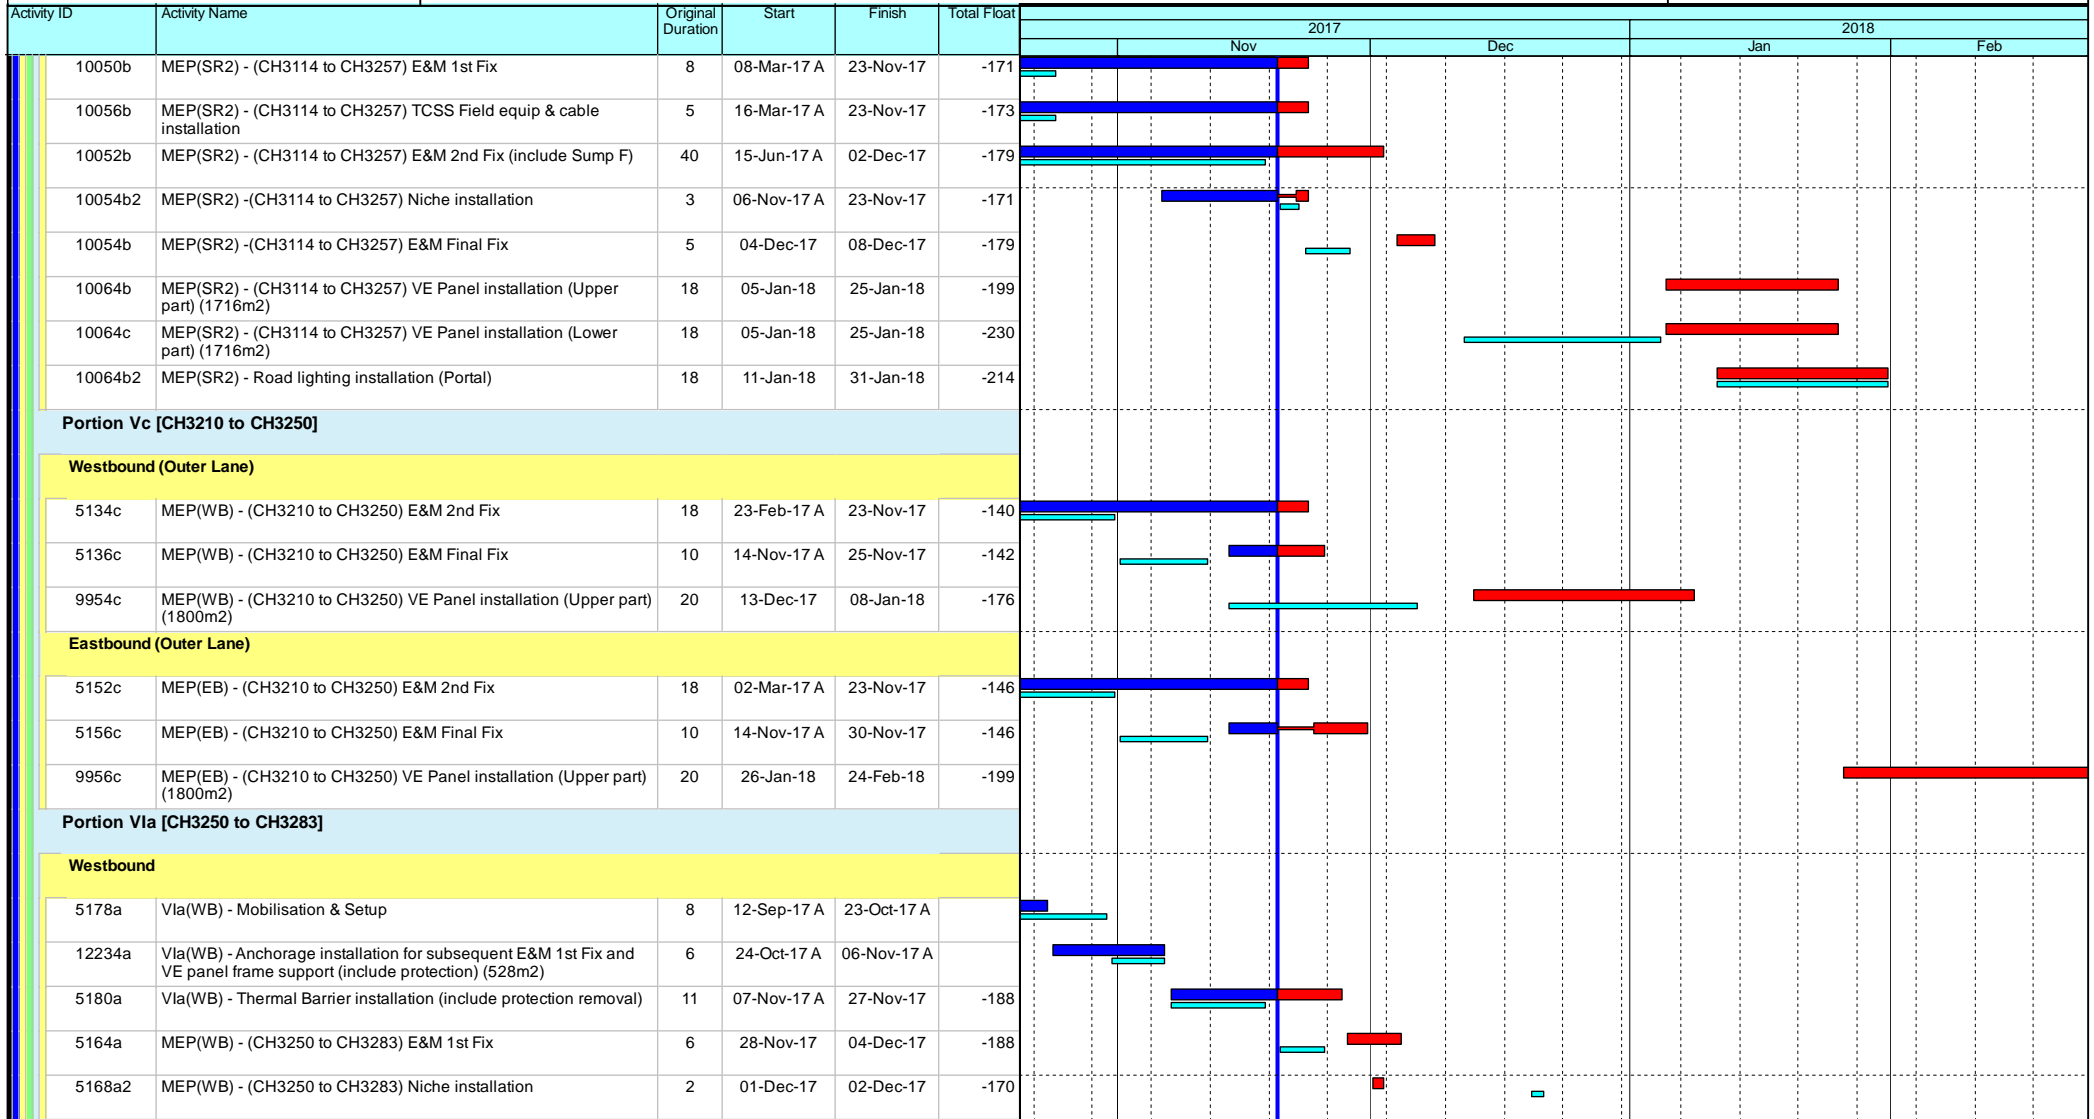 Activity ID Activity Name Original Duration Start Finish Total Float
2017 2018
Nov Dec Jan Feb
10050b MEP(SR2) - (CH3114 to CH3257) E&M 1st Fix 8 08-Mar-17 A 23-Nov-17 -171
10056b MEP(SR2) - (CH3114 to CH3257) TCSS Field equip & cable 5 16-Mar-17 A 23-Nov-17 -173
installation
10052b MEP(SR2) - (CH3114 to CH3257) E&M 2nd Fix (include Sump F) 40 15-Jun-17 A 02-Dec-17 -179
10054b2 MEP(SR2) -(CH3114 to CH3257) Niche installation 3 06-Nov-17 A 23-Nov-17 -171
10054b MEP(SR2) -(CH3114 to CH3257) E&M Final Fix 5 04-Dec-17 08-Dec-17 -179
10064b MEP(SR2) - (CH3114 to CH3257) VE Panel installation (Upper 18 05-Jan-18 25-Jan-18 -199
part) (1716m2)
10064c MEP(SR2) - (CH3114 to CH3257) VE Panel installation (Lower 18 05-Jan-18 25-Jan-18 -230
part) (1716m2)
10064b2 MEP(SR2) - Road lighting installation (Portal) 18 11-Jan-18 31-Jan-18 -214
Portion Vc [CH3210 to CH3250]
Westbound (Outer Lane)
5134c MEP(WB) - (CH3210 to CH3250) E&M 2nd Fix 18 23-Feb-17 A 23-Nov-17 -140
5136c MEP(WB) - (CH3210 to CH3250) E&M Final Fix 10 14-Nov-17 A 25-Nov-17 -142
9954c MEP(WB) - (CH3210 to CH3250) VE Panel installation (Upper part) 20 13-Dec-17 08-Jan-18 -176
(1800m2)
Eastbound (Outer Lane)
5152c MEP(EB) - (CH3210 to CH3250) E&M 2nd Fix 18 02-Mar-17 A 23-Nov-17 -146
5156c MEP(EB) - (CH3210 to CH3250) E&M Final Fix 10 14-Nov-17 A 30-Nov-17 -146
9956c MEP(EB) - (CH3210 to CH3250) VE Panel installation (Upper part) 20 26-Jan-18 24-Feb-18 -199
(1800m2)
Portion VIa [CH3250 to CH3283]
Westbound
5178a VIa(WB) - Mobilisation & Setup 8 12-Sep-17 A 23-Oct-17 A
12234a VIa(WB) - Anchorage installation for subsequent E&M 1st Fix and 6 24-Oct-17 A 06-Nov-17 A
VE panel frame support (include protection) (528m2)
5180a VIa(WB) - Thermal Barrier installation (include protection removal) 11 07-Nov-17 A 27-Nov-17 -188
5164a MEP(WB) - (CH3250 to CH3283) E&M 1st Fix 6 28-Nov-17 04-Dec-17 -188
5168a2 MEP(WB) - (CH3250 to CH3283) Niche installation 2 01-Dec-17 02-Dec-17 -170